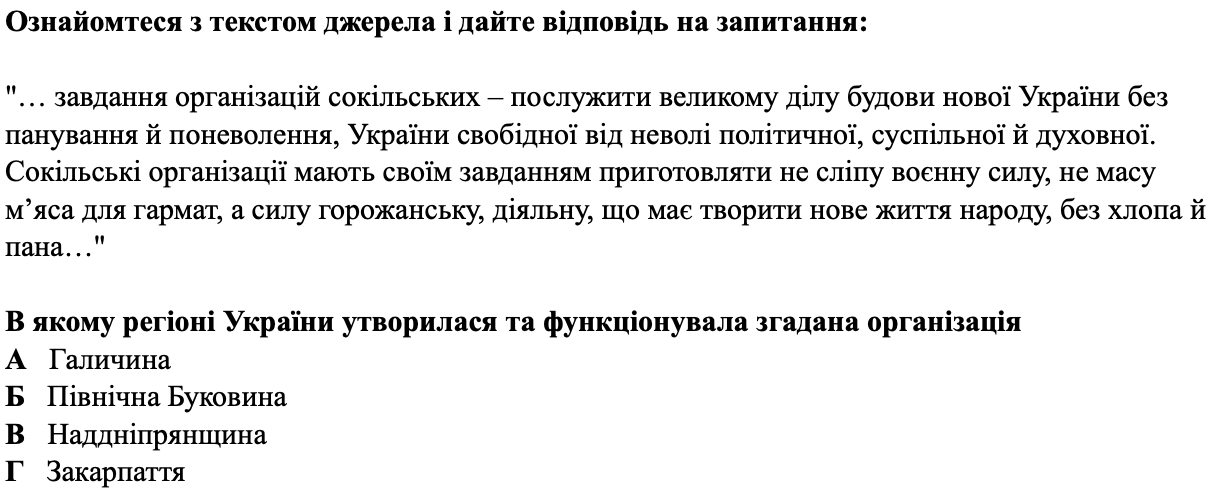 Ознайомтеся з текстом джерела і дайте відповідь на запитання:
"… завдання організацій сокільських – послужити великому ділу будови нової України без
панування й поневолення, України свобідної від неволі політичної, суспільної й духовної.
Сокільські організації мають своїм завданням приготовляти не сліпу воєнну силу, не масу
м’яса для гармат, а силу горожанську, діяльну, що має творити нове життя народу, без хлопа й
пана…"
В якому регіоні України утворилася та функціонувала згадана організація
А Галичина
Б Північна Буковина
В Наддніпрянщина
Г Закарпаття